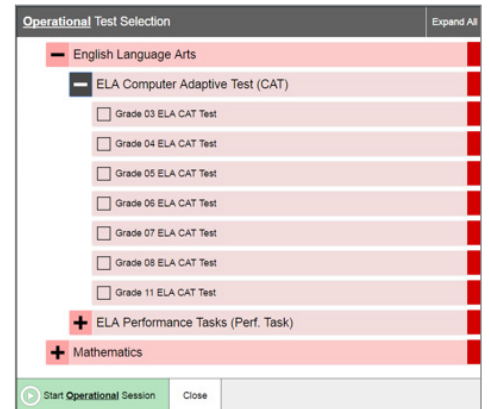 Operational Test Selection Expand All
English Language Arts
ELA Computer Adaptive Test (CAT)
Grade 03 ELA CAT Test
Grade 04 ELA CAT Test
Grade 05 ELA CAT Test
Grade 06 ELA CAT Test
Grade 07 ELA CAT Test
Grade 08 ELA CAT Test
Grade 11 ELA CAT Test
ELA Performance Tasks (Perf. Task)
Mathematics
Start Operational Session Close